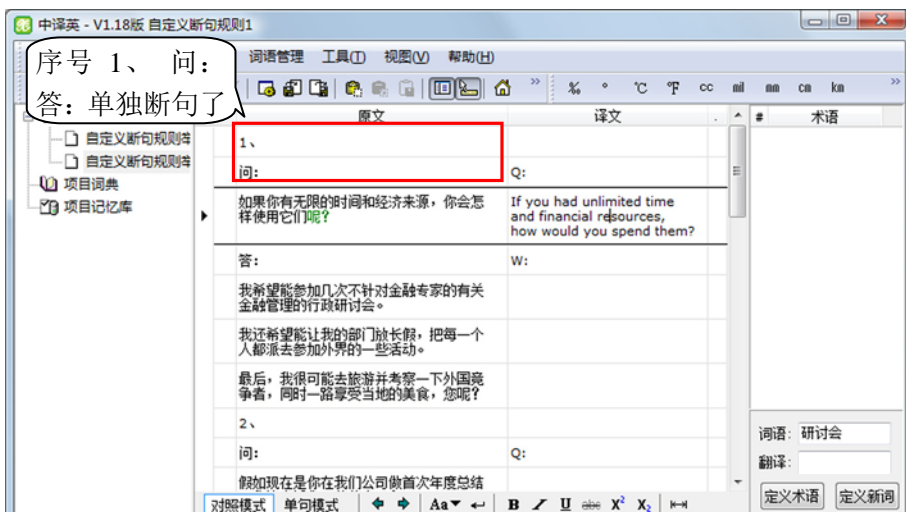 中译英 - V1.18版 自定义断句规则1
序号 1、 问:
答: 单独断句了
词语管理 工具(T) 视图(V) 帮助(H)
» ‰ ° ℃ ℉ cc mil mm cm km »
原文 译文 . # 术语
自定义断句规则
自定义断句规则
项目词典
项目记忆库
1、
问: Q:
如果你有无限的时间和经济来源，你会怎
样使用它们呢?
If you had unlimited time
and financial resources,
how would you spend them?
答: W:
我希望能参加几次不针对金融专家的有关
金融管理的行政研讨会。
我还希望能让我的部门放长假，把每一个
人都派去参加外界的一些活动。
最后，我很可能去旅游并考察一下外国竞
争者，同时一路享受当地的美食，您呢?
2、
问: Q:
假如现在是你在我们公司做首次年度总结
词语: 研讨会
翻译:
定义术语 定义新词
对照模式 单句模式 Aa B I U abc X² X₂